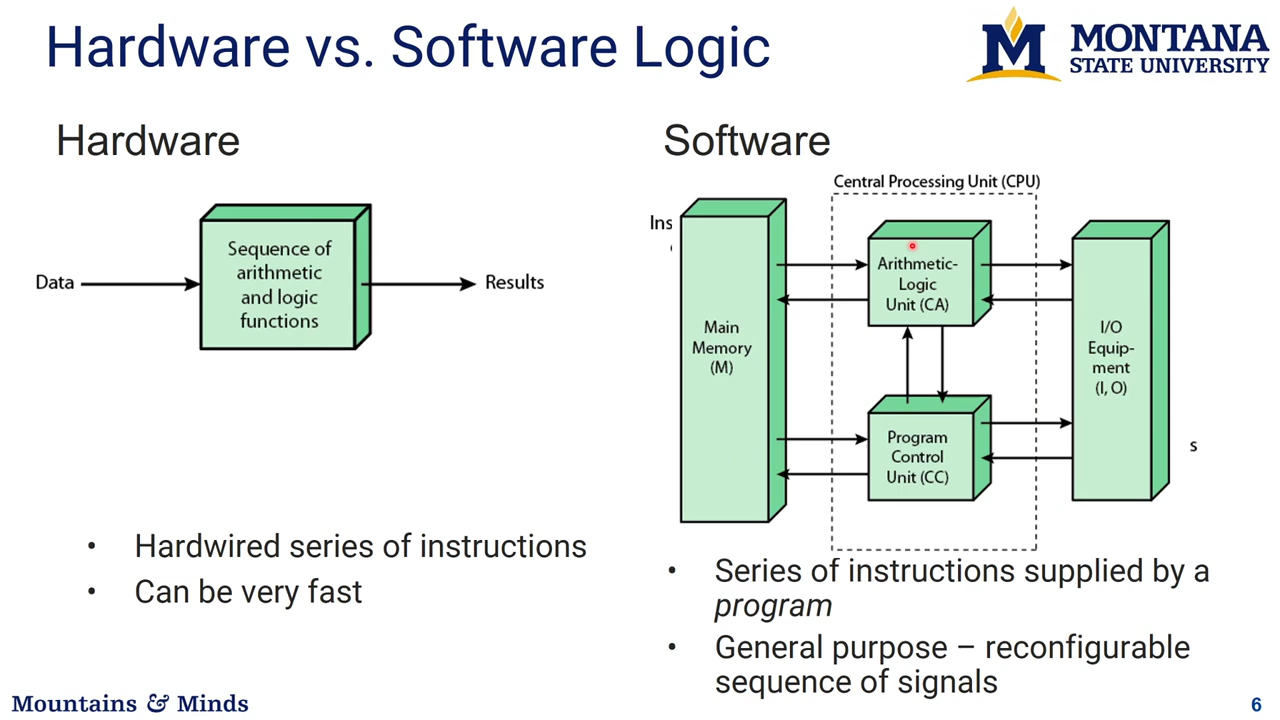 Hardware vs. Software Logic
MONTANA
STATE UNIVERSITY
Hardware
Data
Sequence of
arithmetic
and logic
functions
Results
• Hardwired series of instructions
• Can be very fast
Software
Central Processing Unit (CPU)
Ins
Main
Memory
(M)
Arithmetic-
Logic
Unit (CA)
Program
Control
Unit (CC)
I/O
Equip-
ment
(I, O)
s
• Series of instructions supplied by a
program
• General purpose – reconfigurable
sequence of signals
Mountains & Minds
6